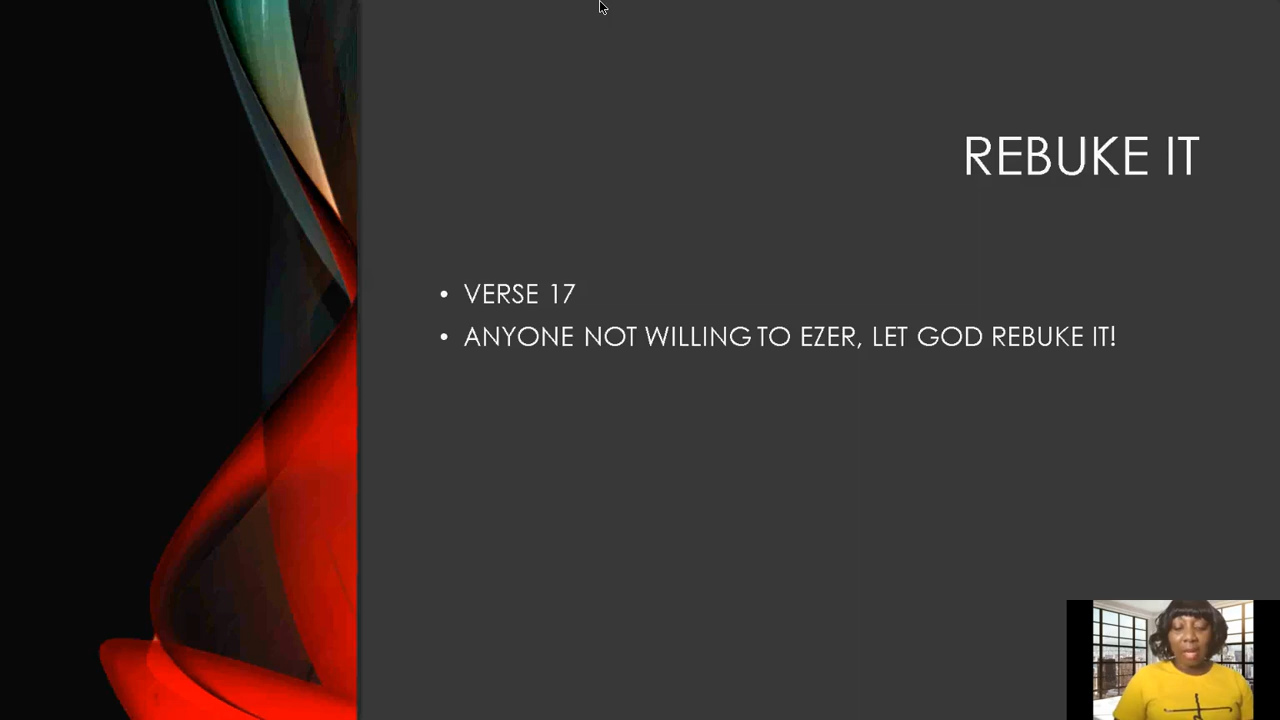 REBUKE IT
• VERSE 17
• ANYONE NOT WILLING TO EZER, LET GOD REBUKE IT!